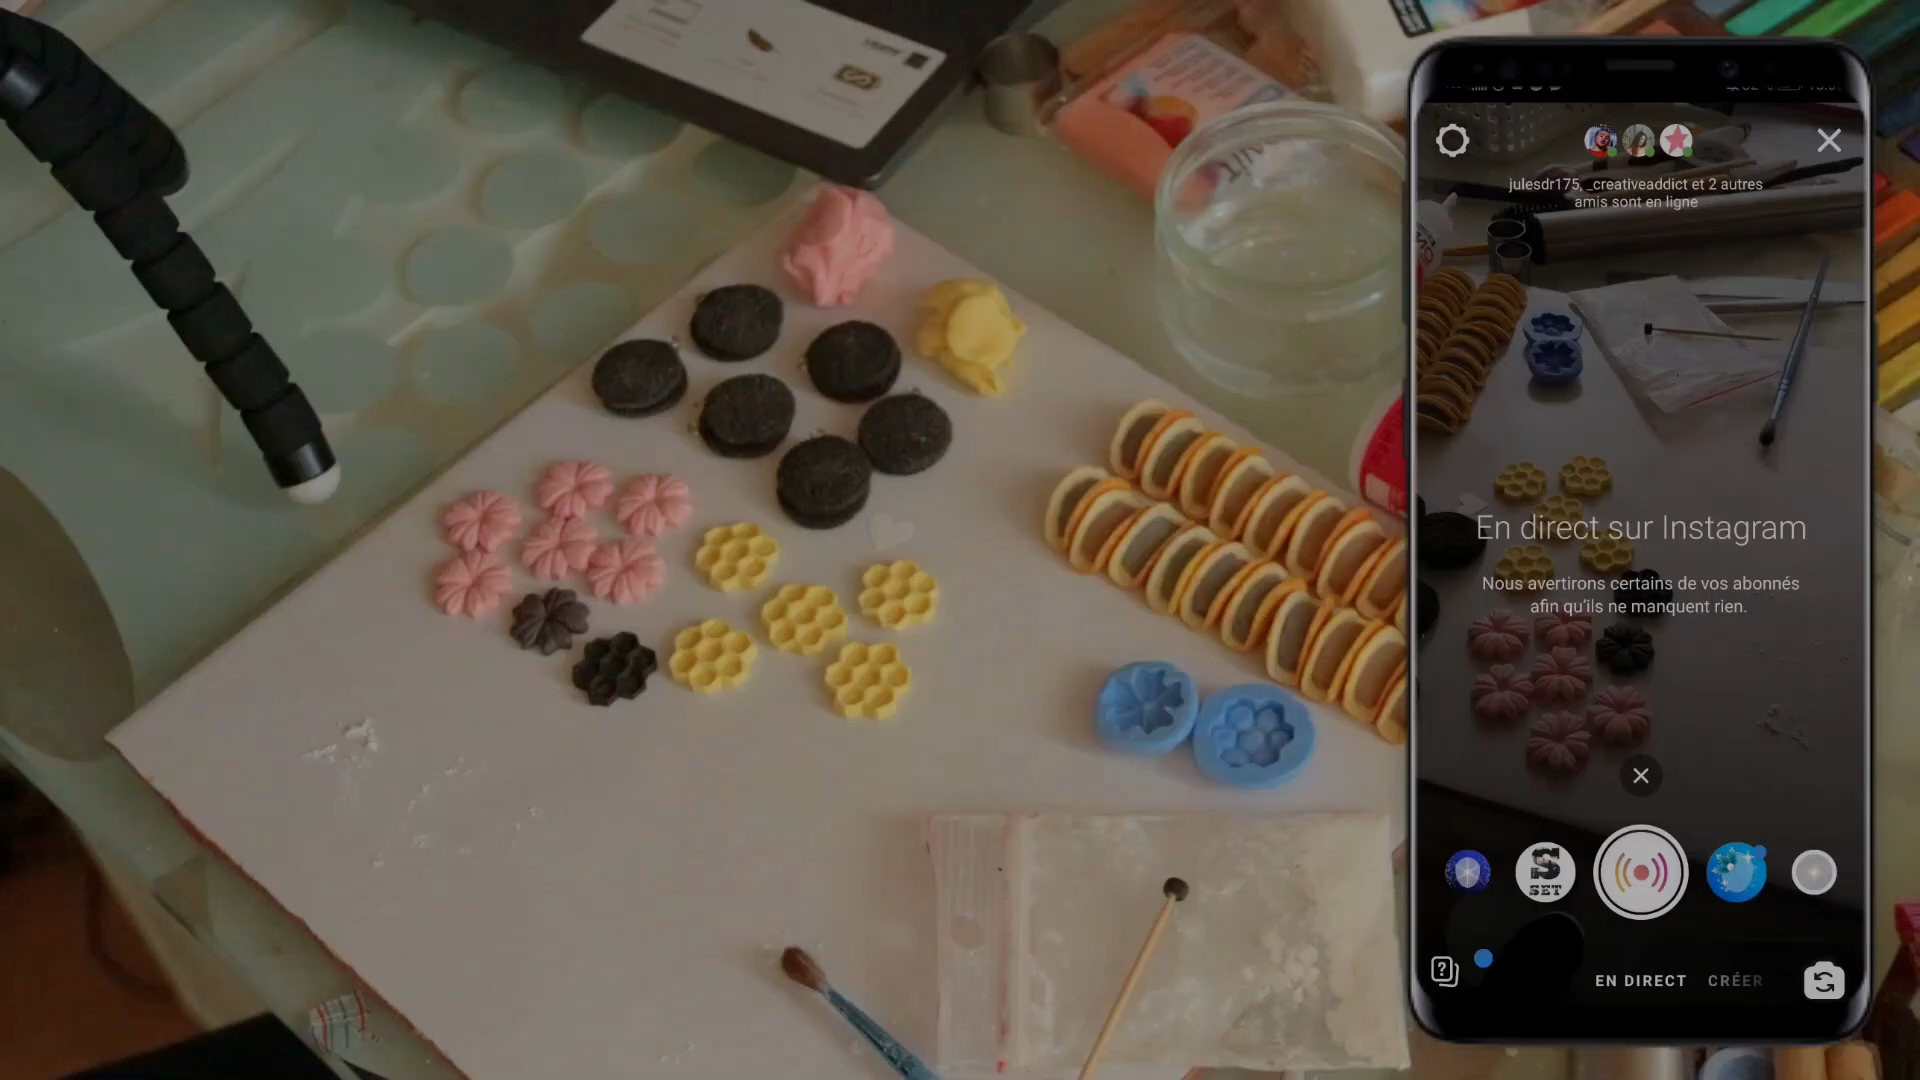 julesdr175, _creativeaddict et 2 autres
amis sont en ligne
En direct sur Instagram
Nous avertirons certains de vos abonnés
afin qu'ils ne manquent rien.
S
SET
EN DIRECT CRÉER